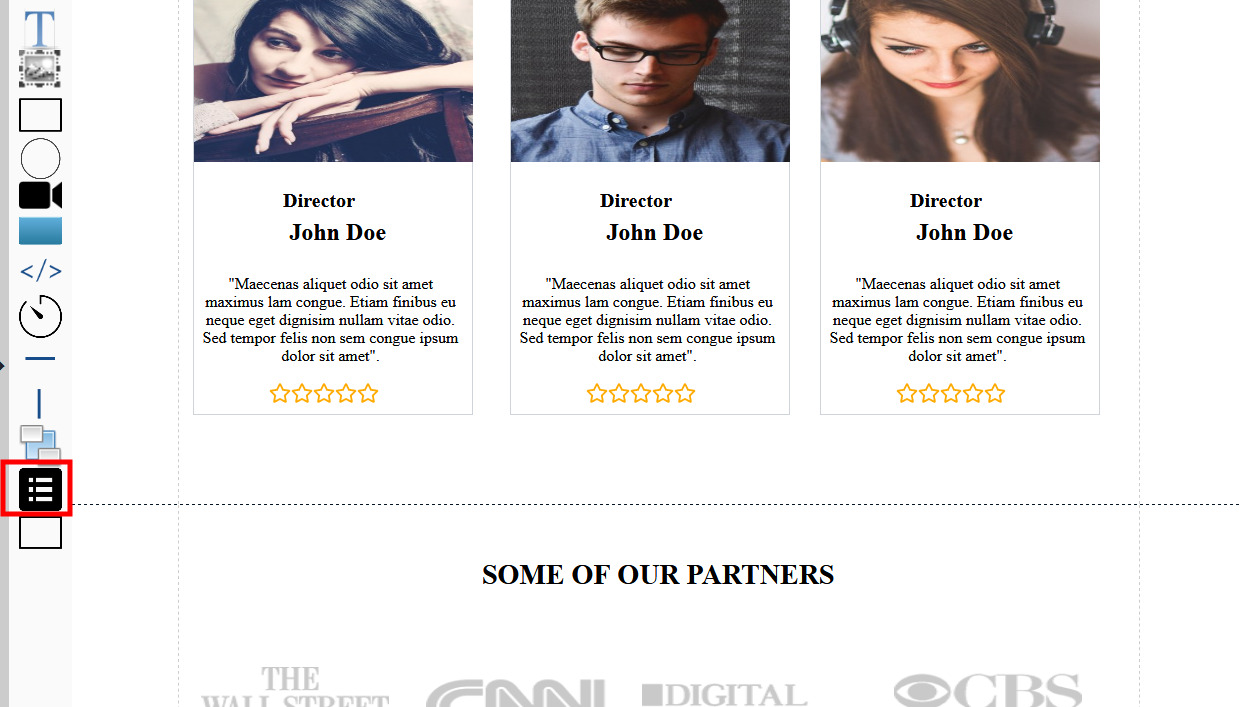 T
</>
Director
John Doe
"Maecenas aliquet odio sit amet
maximus lam congue. Etiam finibus eu
neque eget dignisim nullam vitae odio.
Sed tempor felis non sem congue ipsum
dolor sit amet".
Director
John Doe
"Maecenas aliquet odio sit amet
maximus lam congue. Etiam finibus eu
neque eget dignisim nullam vitae odio.
Sed tempor felis non sem congue ipsum
dolor sit amet".
Director
John Doe
"Maecenas aliquet odio sit amet
maximus lam congue. Etiam finibus eu
neque eget dignisim nullam vitae odio.
Sed tempor felis non sem congue ipsum
dolor sit amet".
SOME OF OUR PARTNERS
THE
WALL STREET
CNN
DIGITAL
CBS